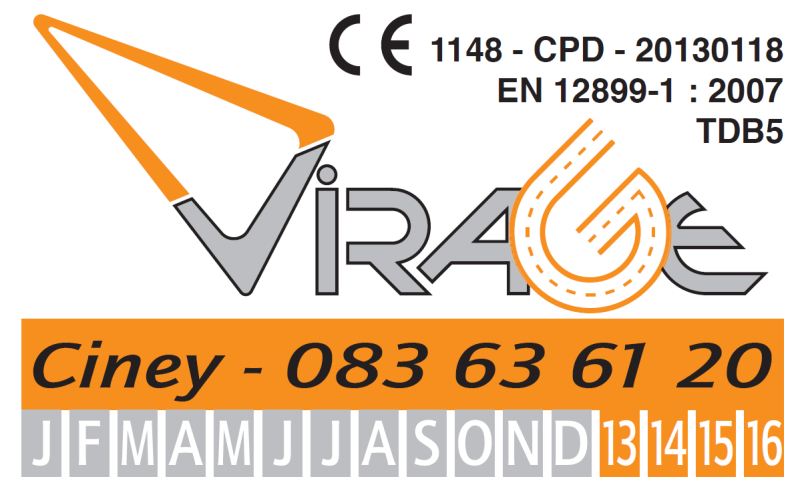 CE 1148 - CPD - 20130118
EN 12899-1 : 2007
TDB5
VIRAGE
Ciney - 083 63 61 20
J F M A M J J A S O N D 13 14 15 16